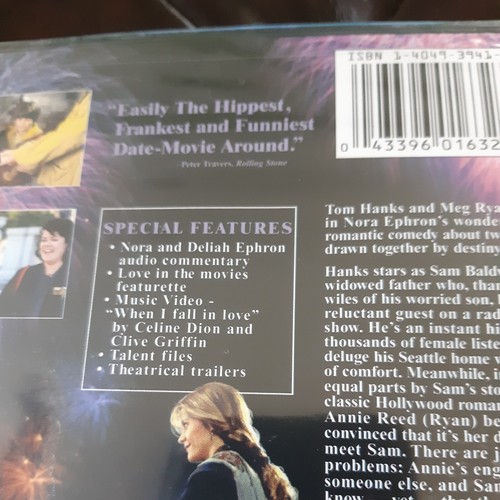 ISBN 1-4049-3941-
0 43396 01632
"Easily The Hippest,
Frankest and Funniest
Date-Movie Around."
-Peter Travers, Rolling Stone
SPECIAL FEATURES
• Nora and Deliah Ephron
audio commentary
• Love in the movies
featurette
• Music Video -
"When I fall in love"
by Celine Dion and
Clive Griffin
• Talent files
• Theatrical trailers
Tom Hanks and Meg Rya
in Nora Ephron's wonde
romantic comedy about tw
drawn together by destiny
Hanks stars as Sam Bald
widowed father who, than
wiles of his worried son,
reluctant guest on a rad
show. He's an instant hi
thousands of female liste
deluge his Seattle home w
of comfort. Meanwhile, i
equal parts by Sam's sto
classic Hollywood roman
Annie Reed (Ryan) be
convinced that it's her d
meet Sam. There are j
problems: Annie's eng
someone else, and Sam
know yet that th